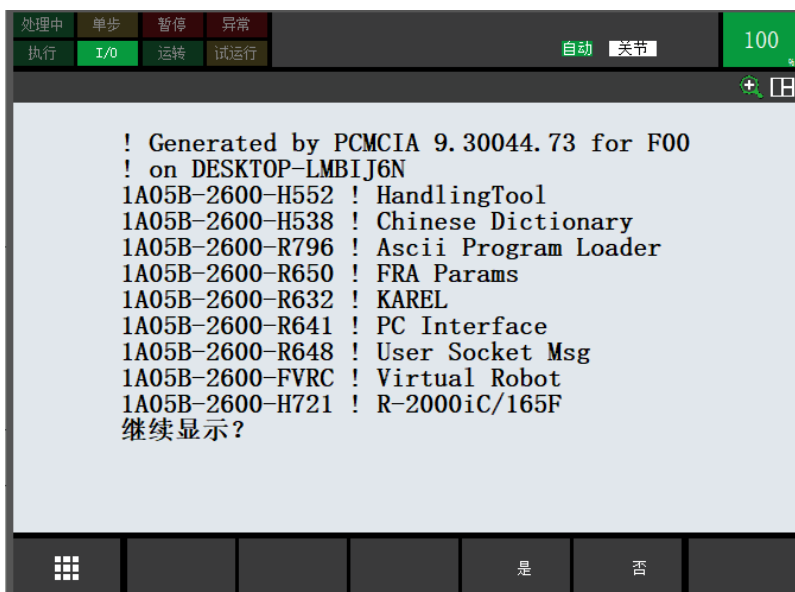 处理中 单步 暂停 异常
执行 I/O 运转 试运行 自动 关节 100 %
! Generated by PCMCIA 9.30044.73 for F00
! on DESKTOP-LMBIJ6N
1A05B-2600-H552 ! HandlingTool
1A05B-2600-H538 ! Chinese Dictionary
1A05B-2600-R796 ! Ascii Program Loader
1A05B-2600-R650 ! FRA Params
1A05B-2600-R632 ! KAREL
1A05B-2600-R641 ! PC Interface
1A05B-2600-R648 ! User Socket Msg
1A05B-2600-FVRC ! Virtual Robot
1A05B-2600-H721 ! R-2000iC/165F
继续显示?
是 否